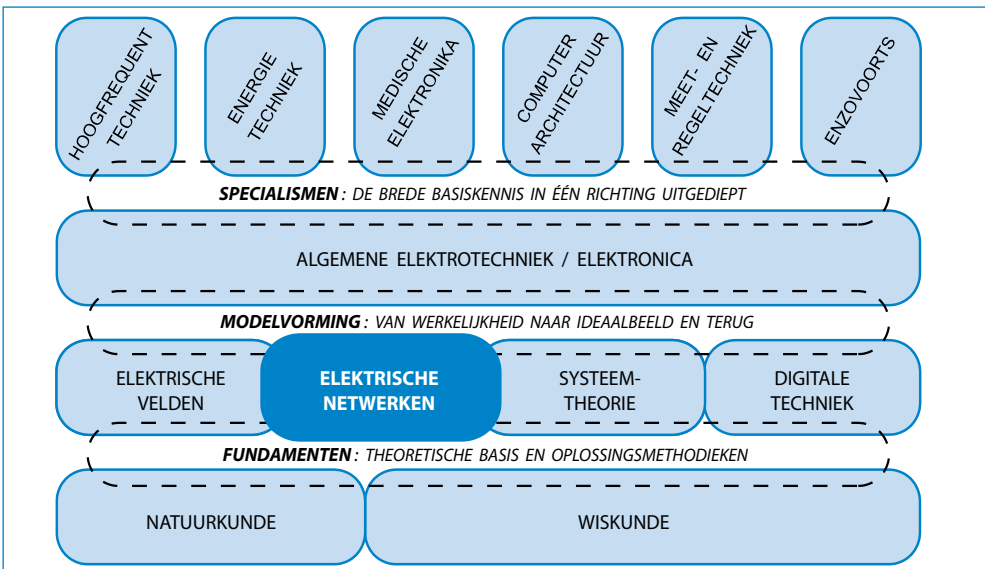 HOOGFREQUENT
TECHNIEK
ENERGIE
TECHNIEK
MEDISCHE
ELEKTRONIKA
COMPUTER
ARCHITECTUUR
MEET- EN
REGELTECHNIEK
ENZOVOORTS
SPECIALISMEN: DE BREDE BASISKENNIS IN ÉÉN RICHTING UITGEDIEPT
ALGEMENE ELEKTROTECHNIEK / ELEKTRONICA
MODELVORMING: VAN WERKELIJKHEID NAAR IDEAALBEELD EN TERUG
ELEKTRISCHE
VELDEN
ELEKTRISCHE
NETWERKEN
SYSTEEM-
THEORIE
DIGITALE
TECHNIEK
FUNDAMENTEN: THEORETISCHE BASIS EN OPLOSSINGSMETHODIEKEN
NATUURKUNDE
WISKUNDE